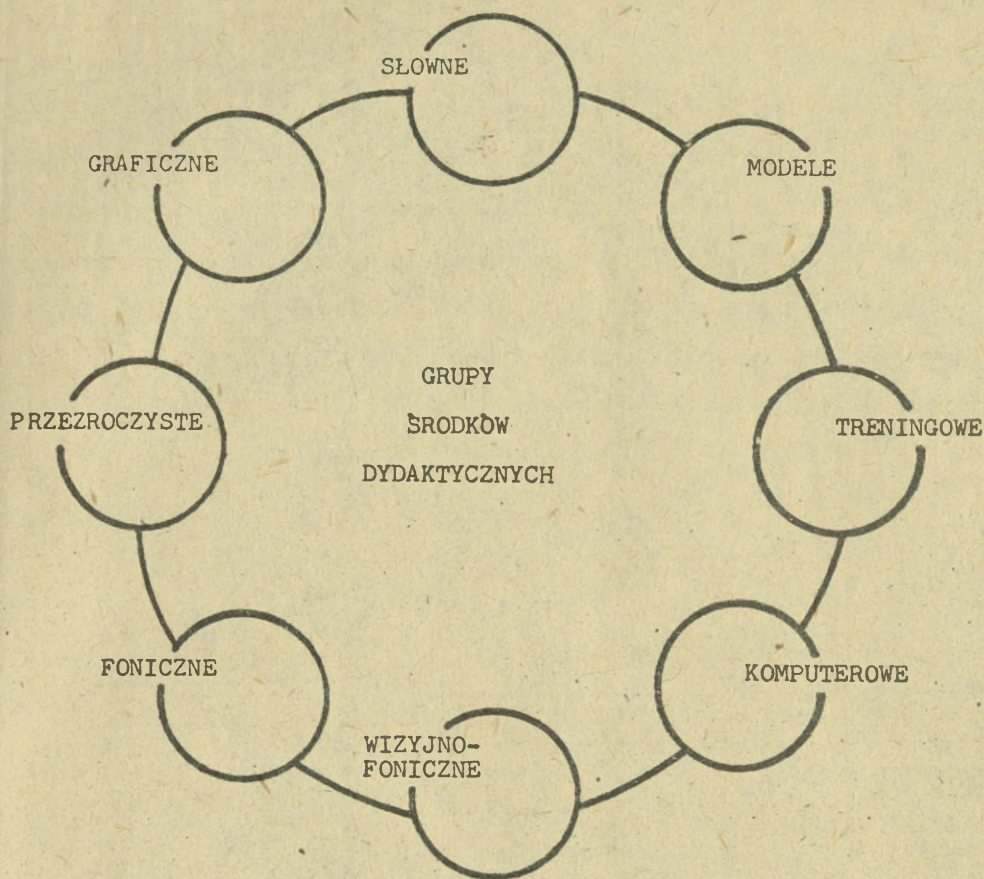 SŁOWNE
GRAFICZNE
MODELE
GRUPY
ŚRODKÓW
DYDAKTYCZNYCH
PRZEZROCZYSTE
TRENINGOWE
FONICZNE
KOMPUTEROWE
WIZYJNO-
FONICZNE